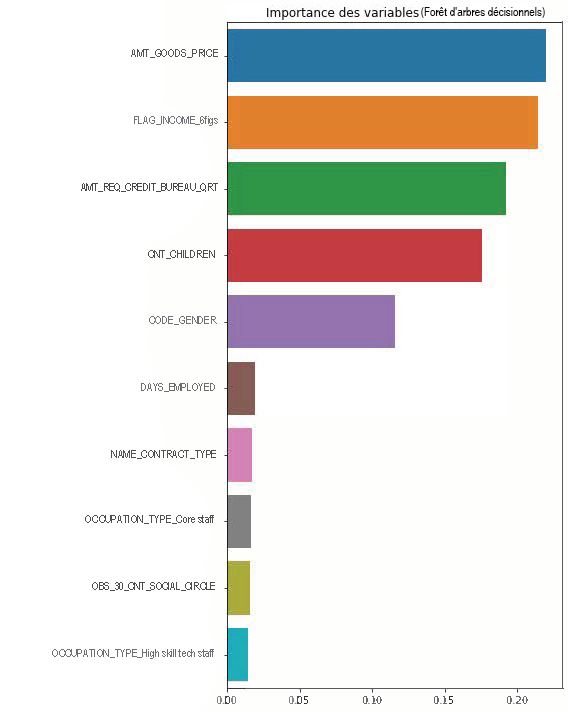 Importance des variables (Forêt d'arbres décisionnels)
AMT_GOODS_PRICE
FLAG_INCOME_6figs
AMT_REQ_CREDIT_BUREAU_QRT
CNT_CHILDREN
CODE_GENDER
DAYS_EMPLOYED
NAME_CONTRACT_TYPE
OCCUPATION_TYPE_Core staff
OBS_30_CNT_SOCIAL_CIRCLE
OCCUPATION_TYPE_High skill tech staff
0.00 0.05 0.10 0.15 0.20